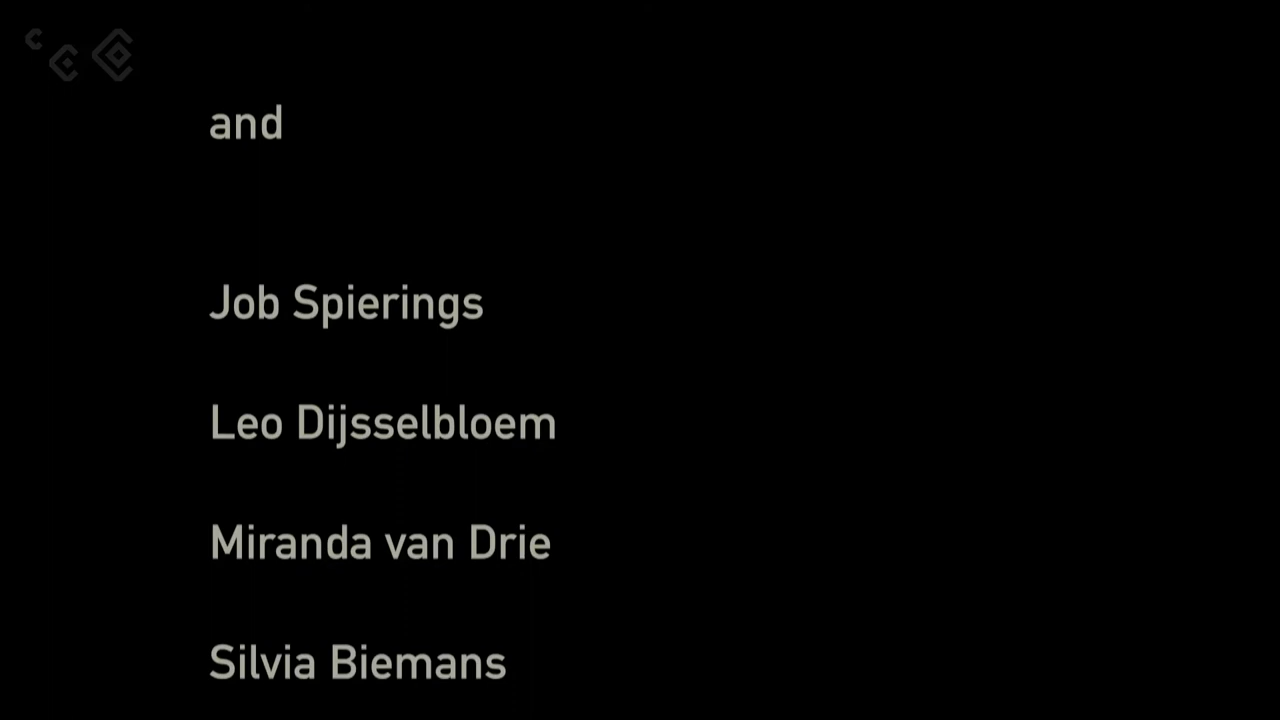 and
Job Spierings
Leo Dijsselbloem
Miranda van Drie
Silvia Biemans